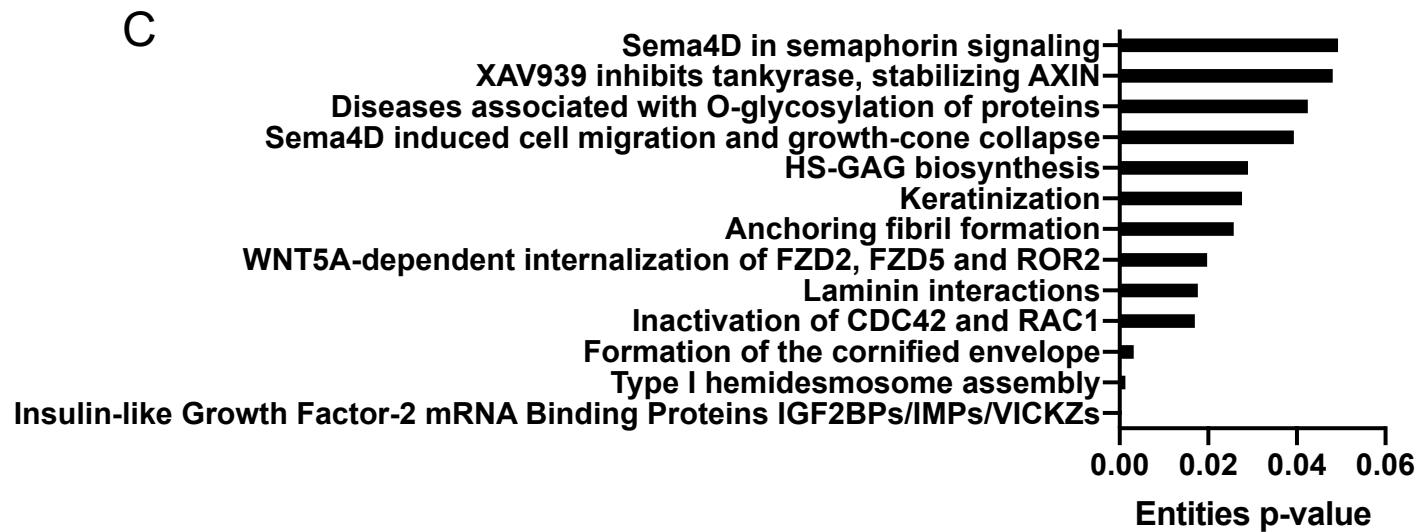 C
Sema4D in semaphorin signaling
XAV939 inhibits tankyrase, stabilizing AXIN
Diseases associated with O-glycosylation of proteins
Sema4D induced cell migration and growth-cone collapse
HS-GAG biosynthesis
Keratinization
Anchoring fibril formation
WNT5A-dependent internalization of FZD2, FZD5 and ROR2
Laminin interactions
Inactivation of CDC42 and RAC1
Formation of the cornified envelope
Type I hemidesmosome assembly
Insulin-like Growth Factor-2 mRNA Binding Proteins IGF2BPs/IMPs/VICKZs
0.00 0.02 0.04 0.06
Entities p-value